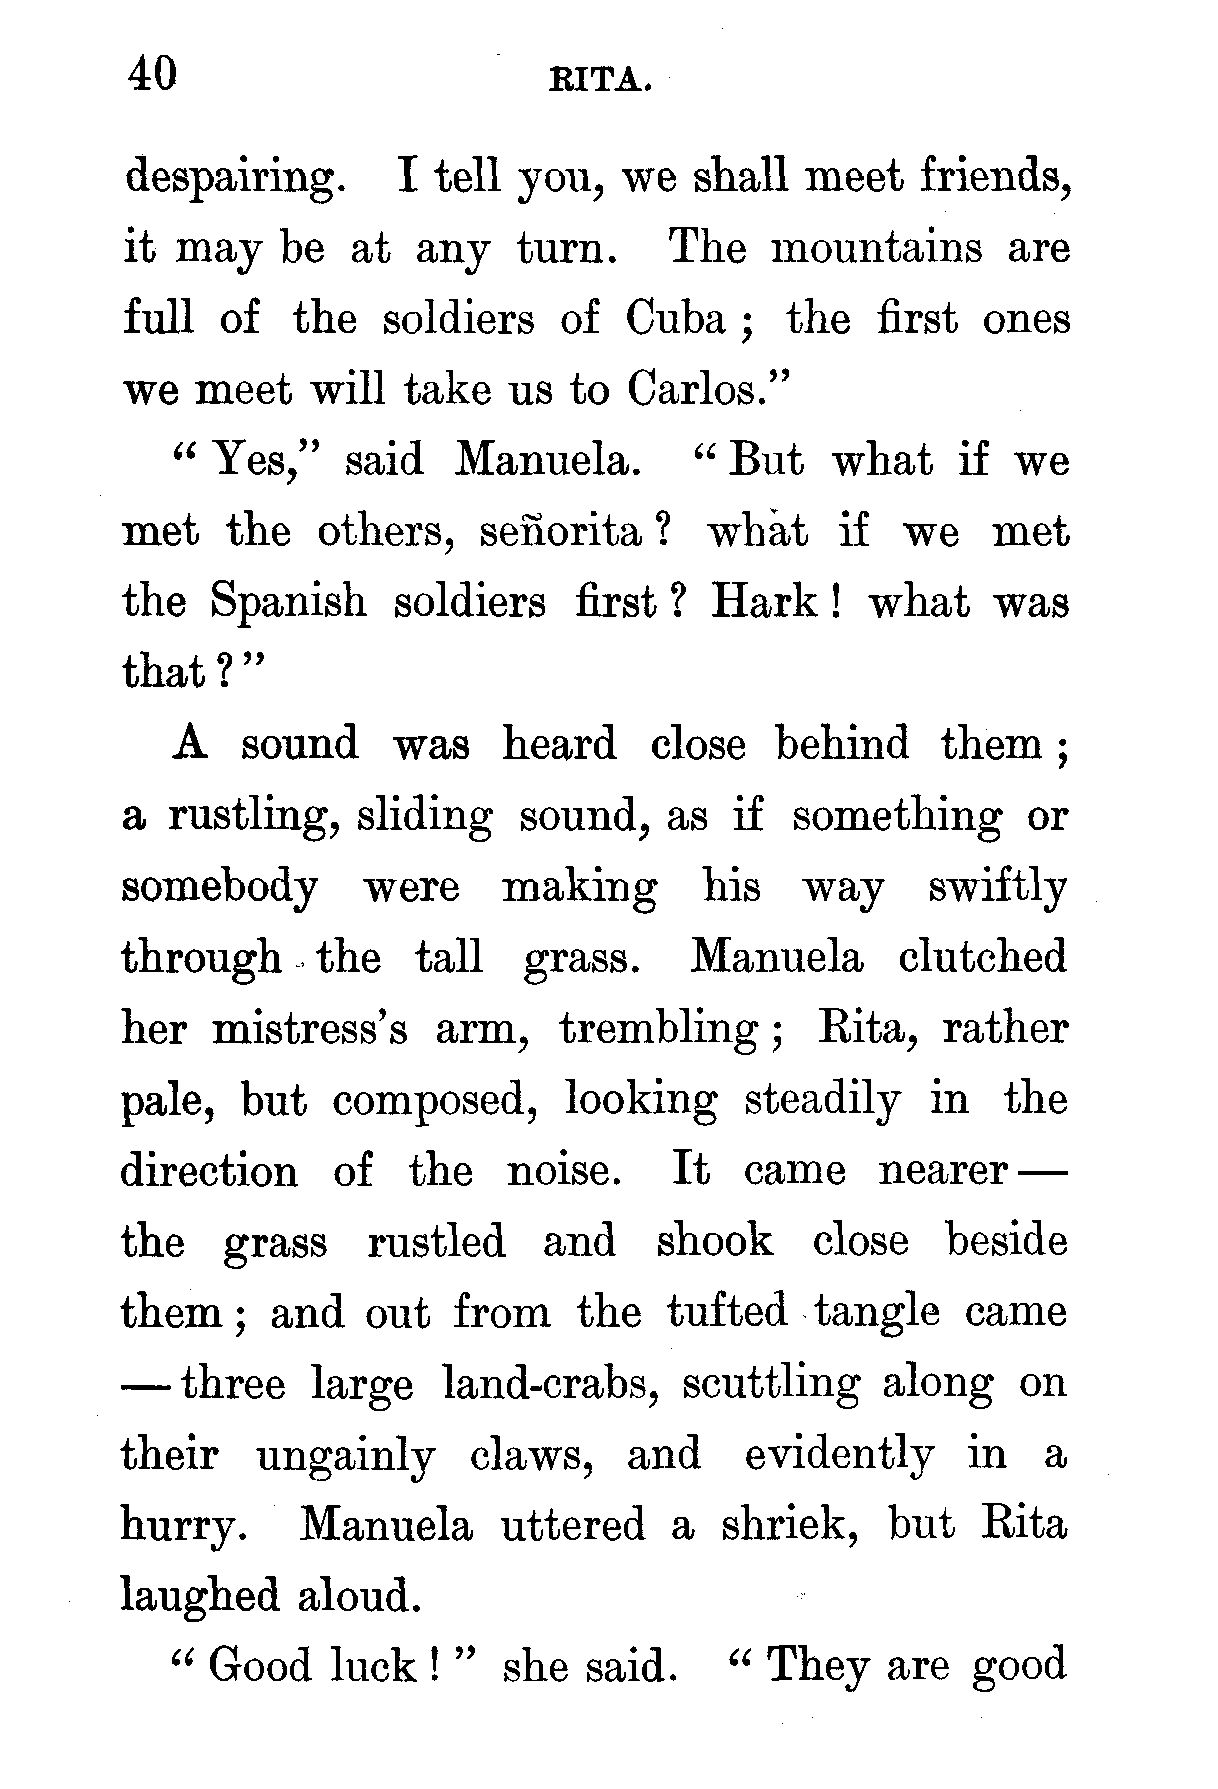 40 RITA.
despairing. I tell you, we shall meet friends,
it may be at any turn. The mountains are
full of the soldiers of Cuba ; the first ones
we meet will take us to Carlos.”
“ Yes,” said Manuela. “ But what if we
met the others, señorita ? what if we met
the Spanish soldiers first ? Hark ! what was
that ? ”
A sound was heard close behind them ;
a rustling, sliding sound, as if something or
somebody were making his way swiftly
through the tall grass. Manuela clutched
her mistress’s arm, trembling ; Rita, rather
pale, but composed, looking steadily in the
direction of the noise. It came nearer —
the grass rustled and shook close beside
them ; and out from the tufted tangle came
— three large land-crabs, scuttling along on
their ungainly claws, and evidently in a
hurry. Manuela uttered a shriek, but Rita
laughed aloud.
“ Good luck ! ” she said. “ They are good